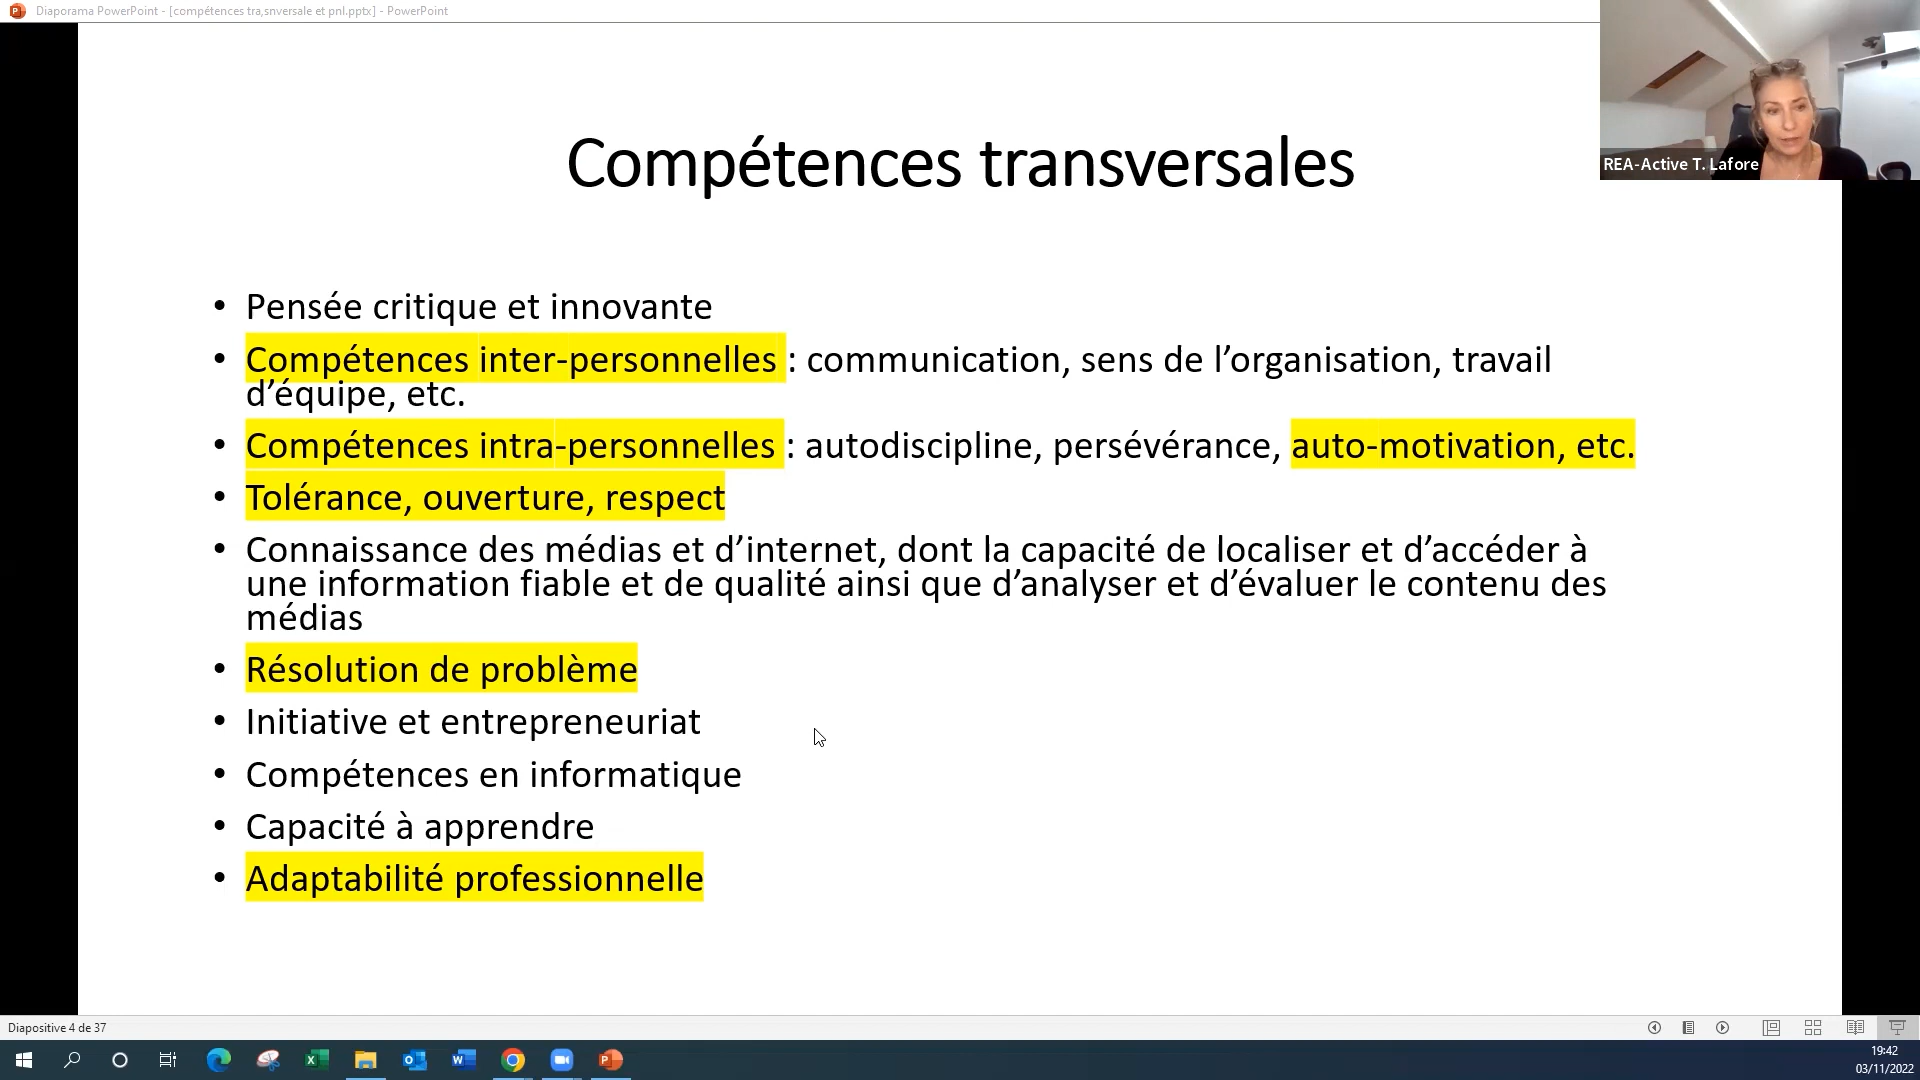 Diaporama PowerPoint - [compétences tra,snversale et pnl.pptx] - PowerPoint
REA-Active T. Lafore
Compétences transversales
• Pensée critique et innovante
• Compétences inter-personnelles : communication, sens de l’organisation, travail
d’équipe, etc.
• Compétences intra-personnelles : autodiscipline, persévérance, auto-motivation, etc.
• Tolérance, ouverture, respect
• Connaissance des médias et d’internet, dont la capacité de localiser et d’accéder à
une information fiable et de qualité ainsi que d’analyser et d’évaluer le contenu des
médias
• Résolution de problème
• Initiative et entrepreneuriat
• Compétences en informatique
• Capacité à apprendre
• Adaptabilité professionnelle
Diapositive 4 de 37
19:42
03/11/2022